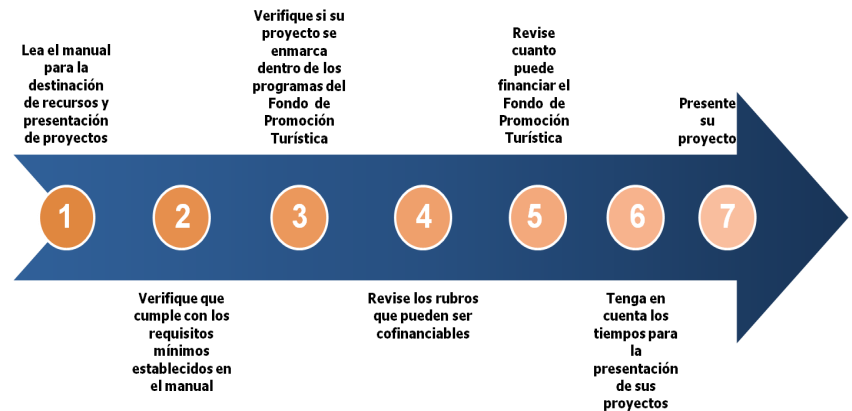 1
Lea el manual
para la
destinación
de recursos y
presentación
de proyectos
2
Verifique que
cumple con los
requisitos
mínimos
establecidos en
el manual
3
Verifique si su
proyecto se
enmarca
dentro de los
programas del
Fondo de
Promoción
Turística
4
Revise los rubros
que pueden ser
cofinanciables
5
Revise
cuanto
puede
financiar el
Fondo de
Promoción
Turística
6
Tenga en
cuenta los
tiempos para
la
presentación
de sus
proyectos
7
Presente
su
proyecto